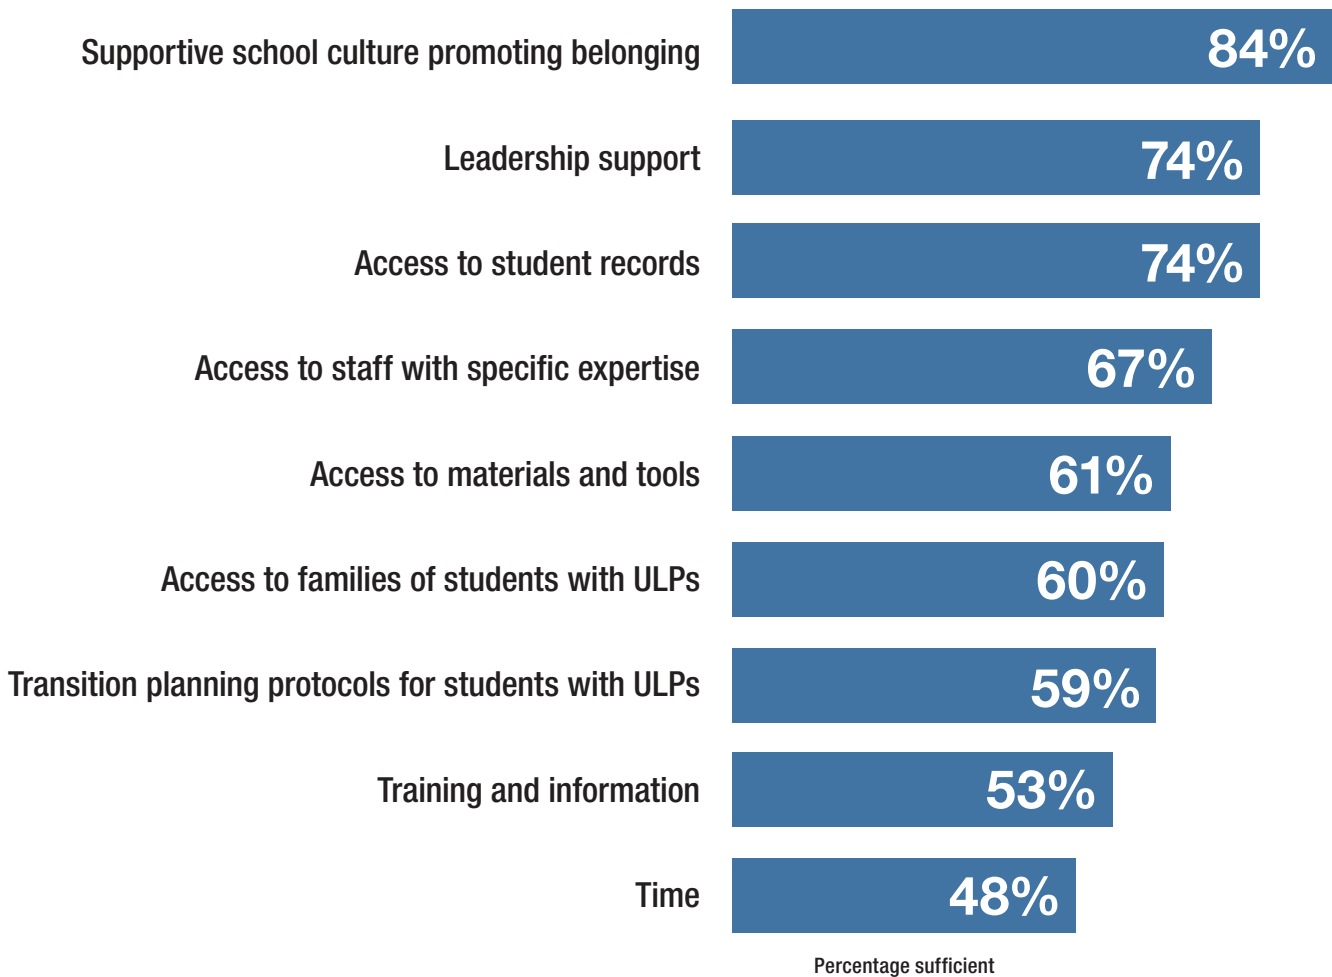 Supportive school culture promoting belonging 84%
Leadership support 74%
Access to student records 74%
Access to staff with specific expertise 67%
Access to materials and tools 61%
Access to families of students with ULPs 60%
Transition planning protocols for students with ULPs 59%
Training and information 53%
Time 48%
Percentage sufficient